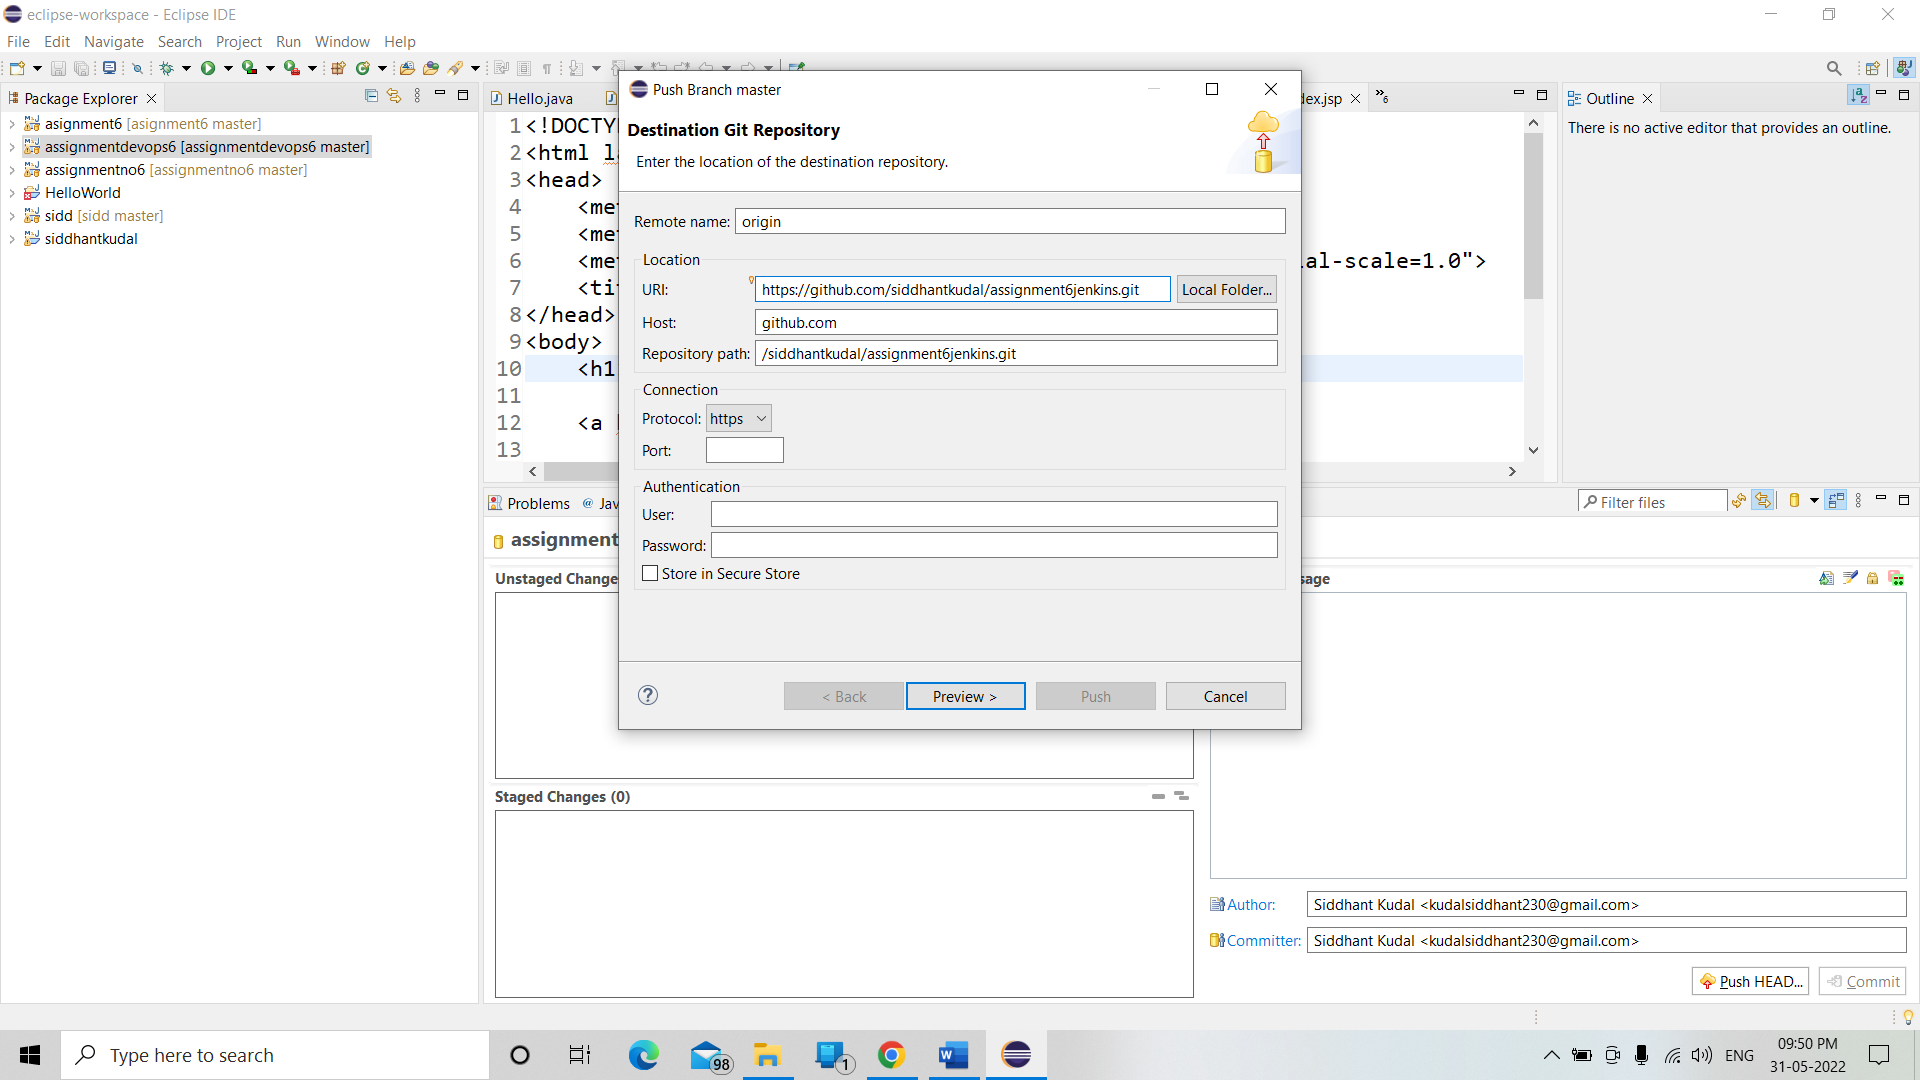 eclipse-workspace - Eclipse IDE
File Edit Navigate Search Project Run Window Help
Package Explorer
asignment6 [asignment6 master]
assignmentdevops6 [assignmentdevops6 master]
assignmentno6 [assignmentno6 master]
HelloWorld
sidd [sidd master]
siddhantkudal
Hello.java
dex.jsp
6
1 <!DOCTYP
2 <html la
3 <head>
4 <me
5 <me
6 <me
ial-scale=1.0">
7 <ti
8 </head>
9 <body>
10 <h1
11
12 <a
13
Outline
There is no active editor that provides an outline.
Push Branch master
Destination Git Repository
Enter the location of the destination repository.
Remote name: origin
Location
URI: https://github.com/siddhantkudal/assignment6jenkins.git Local Folder...
Host: github.com
Repository path: /siddhantkudal/assignment6jenkins.git
Connection
Protocol: https
Port:
Authentication
User:
Password:
Store in Secure Store
? < Back Preview > Push Cancel
Problems @ Jav
Filter files
assignment
Unstaged Change
sage
Staged Changes (0)
Author: Siddhant Kudal <kudalsiddhant230@gmail.com>
Committer: Siddhant Kudal <kudalsiddhant230@gmail.com>
Push HEAD... Commit
Type here to search
98
1
W
ENG
09:50 PM
31-05-2022